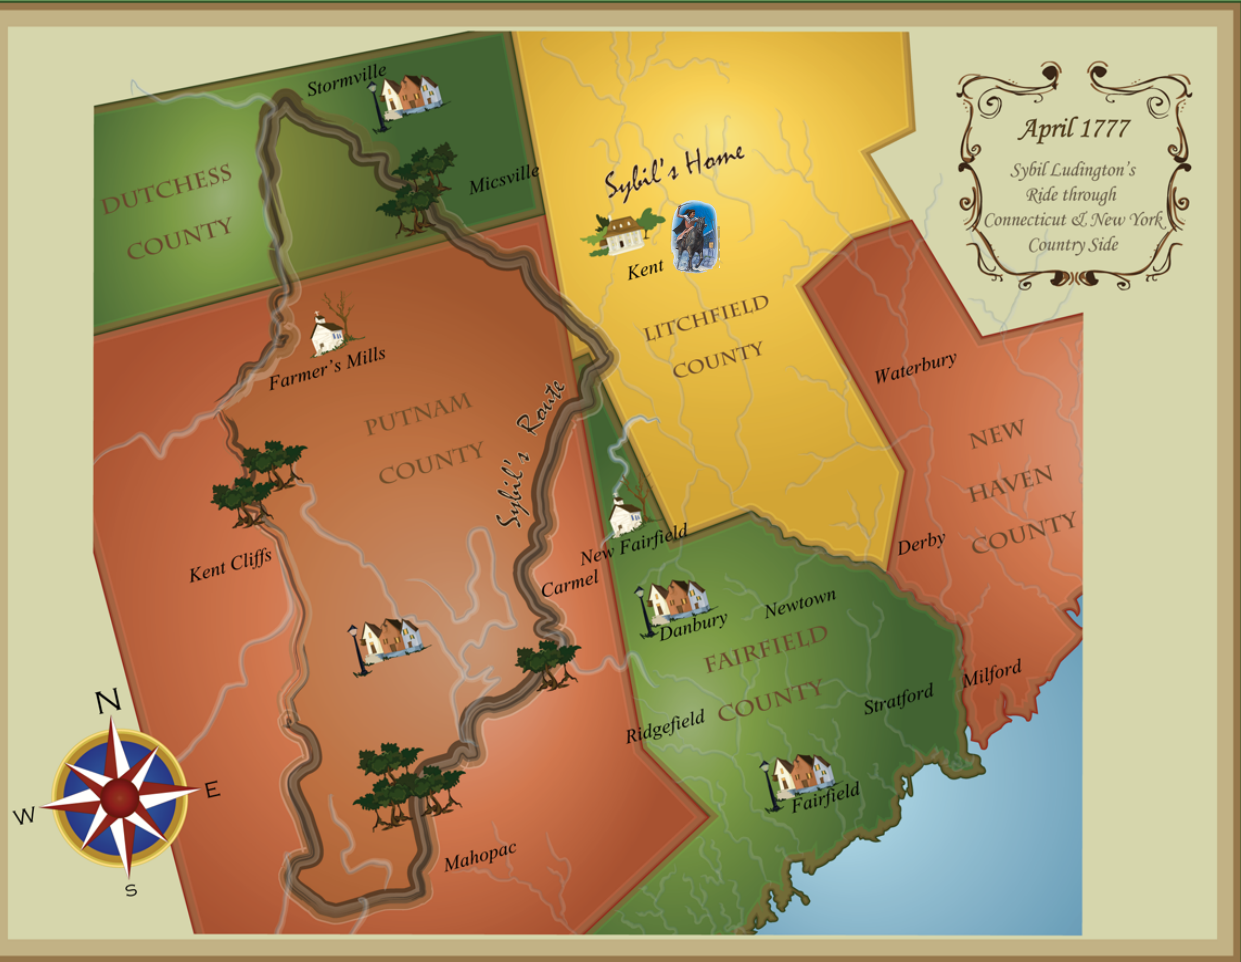 Stormville
April 1777
Sybil Ludington's
Ride through
Connecticut & New York
Country Side
DUTCHESS
COUNTY
Micsville
Sybil's Home
Kent
LITCHFIELD
COUNTY
Farmer's Mills
PUTNAM
COUNTY
Sybil's Route
Waterbury
NEW
HAVEN
COUNTY
Kent Cliffs
New Fairfield
Carmel
Derby
Danbury
Newtown
FAIRFIELD
COUNTY
Ridgefield
Stratford
Milford
Fairfield
Mahopac
N
W
E
S